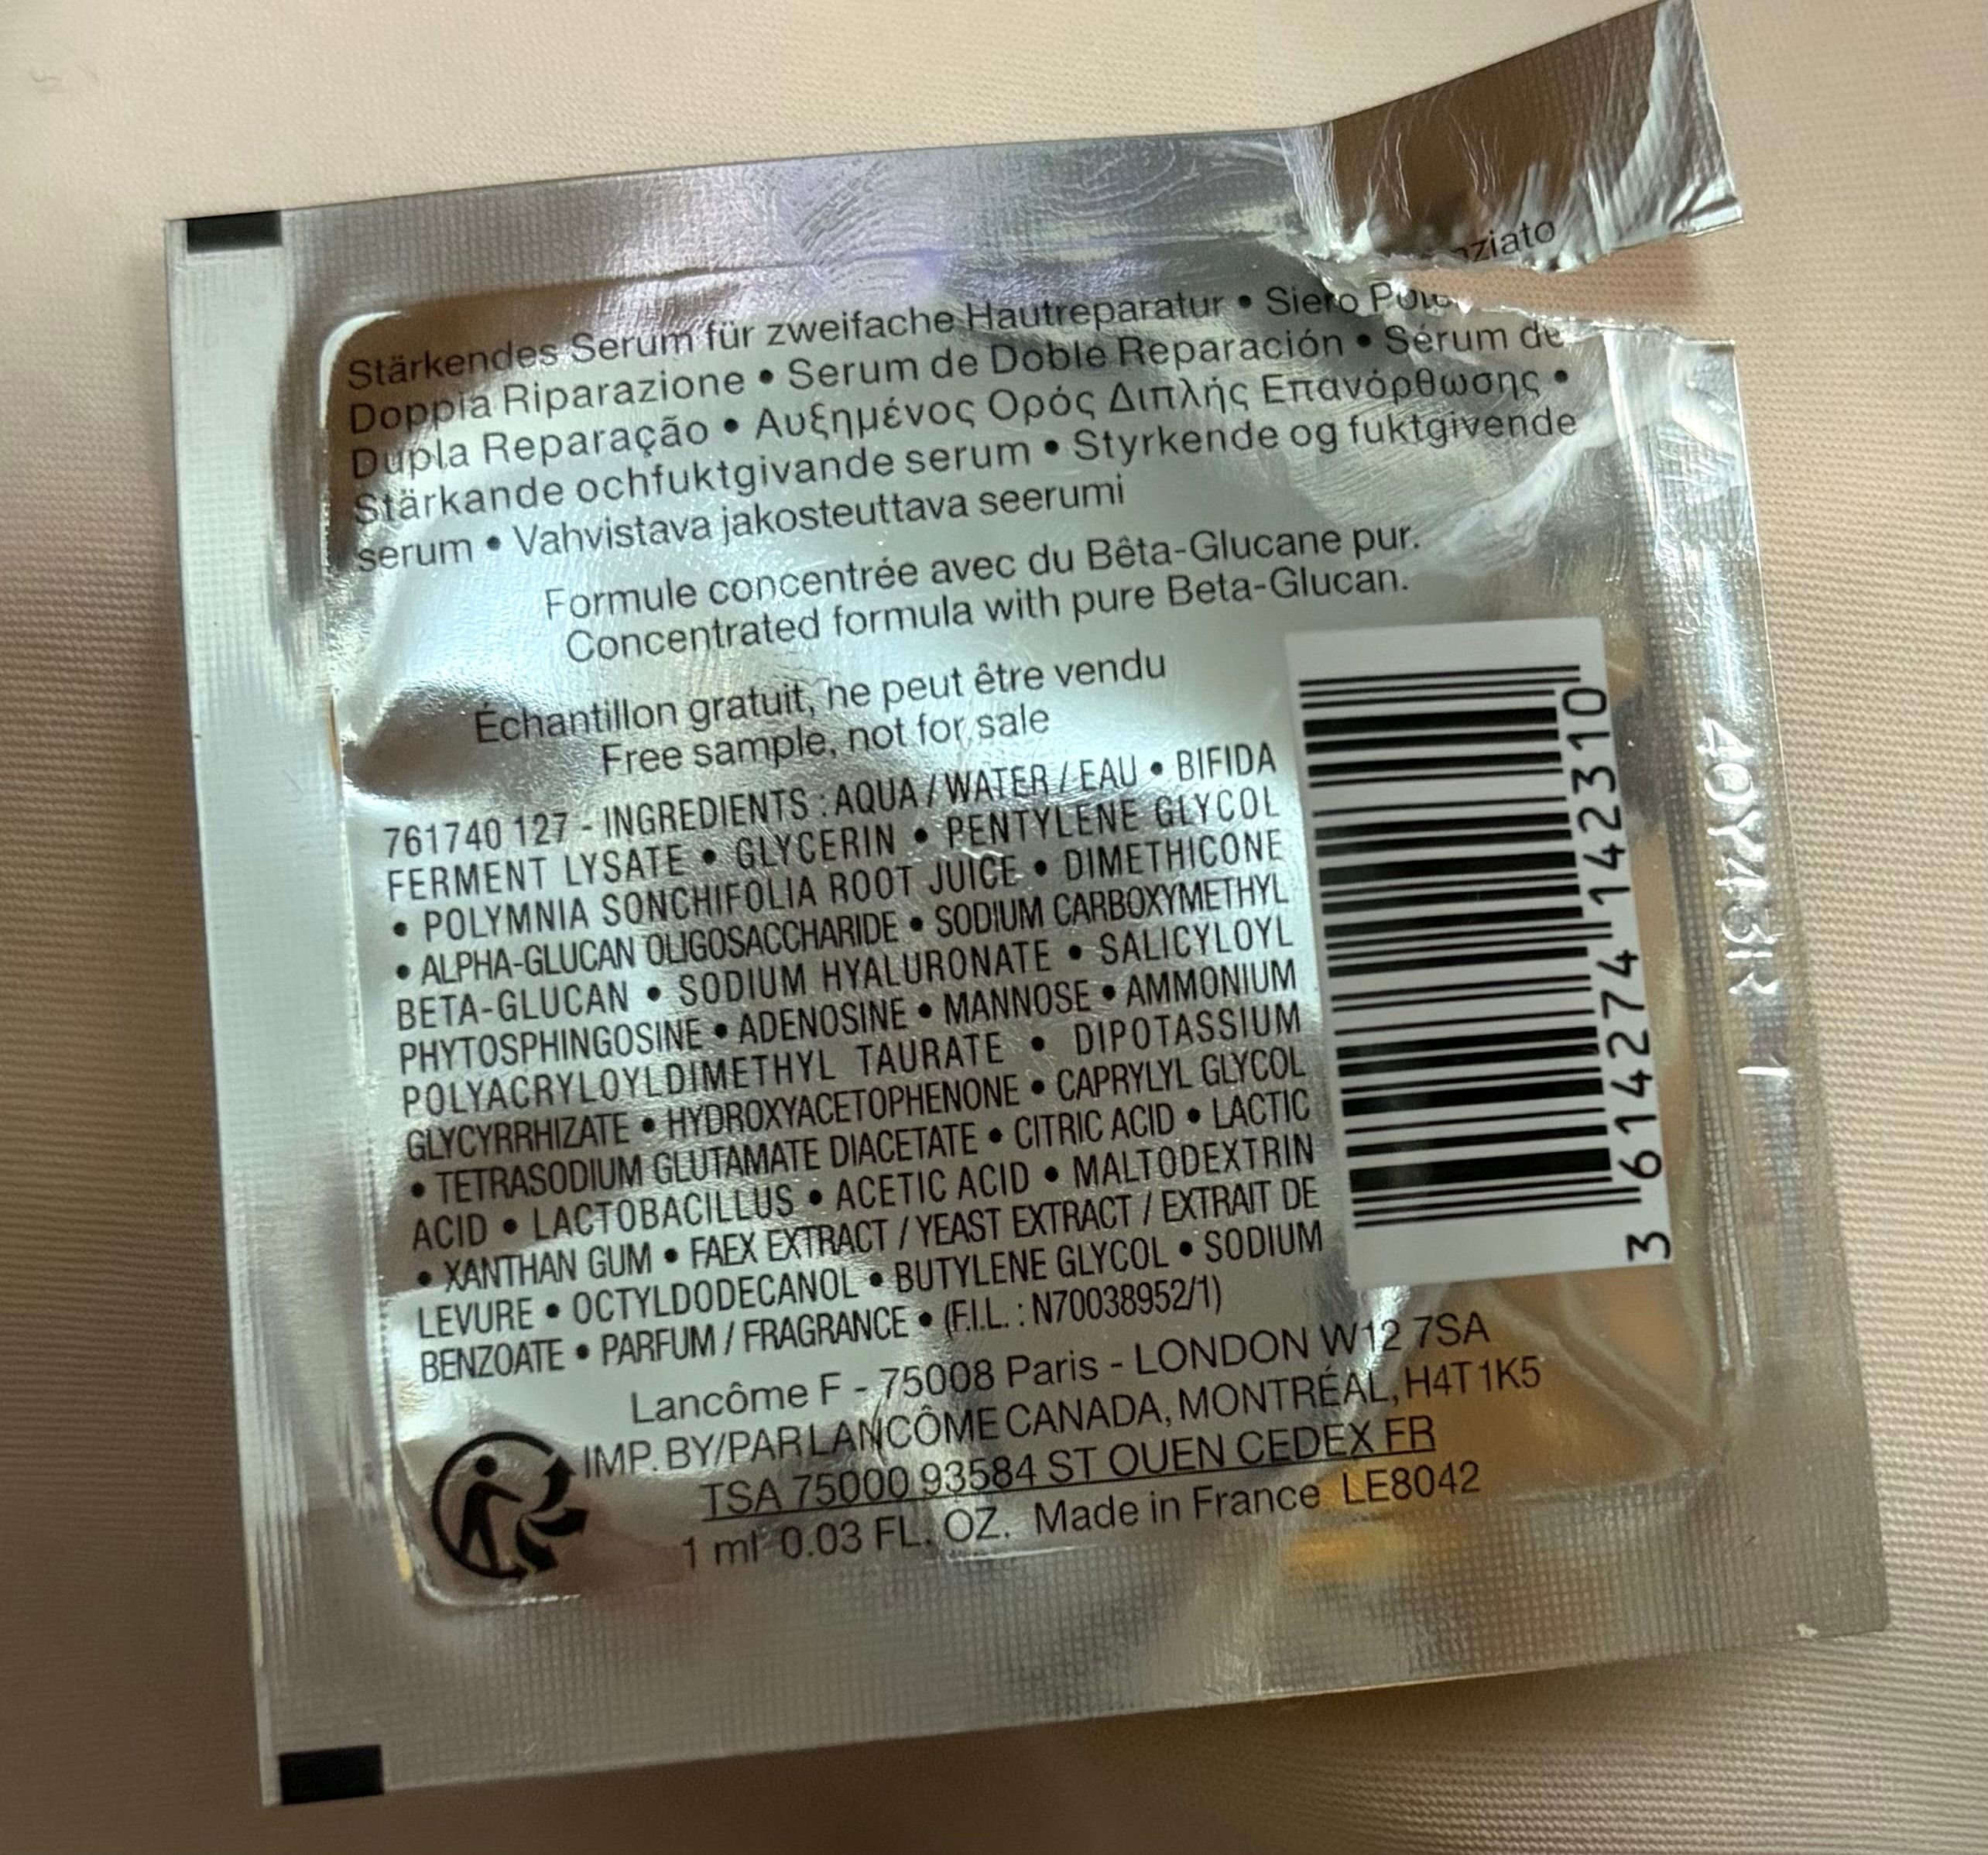 nziato
Stärkendes Serum für zweifache Hautreparatur • Siero
Doppia Riparazione • Serum de Doble Reparación • Sérum de
Dupla Reparação • Αυξημένος Ορός Διπλής Επανόρθωσης •
Stärkande ochfuktgivande serum • Styrkende og fuktgivende
serum • Vahvistava jakosteuttava seerumi
Formule concentrée avec du Bêta-Glucane pur.
Concentrated formula with pure Beta-Glucan.
Échantillon gratuit, ne peut être vendu
Free sample, not for sale
761740 127 - INGREDIENTS : AQUA / WATER / EAU • BIFIDA
FERMENT LYSATE • GLYCERIN • PENTYLENE GLYCOL
• POLYMNIA SONCHIFOLIA ROOT JUICE • DIMETHICONE
• ALPHA-GLUCAN OLIGOSACCHARIDE • SODIUM CARBOXYMETHYL
BETA-GLUCAN • SODIUM HYALURONATE • SALICYLOYL
PHYTOSPHINGOSINE • ADENOSINE • MANNOSE • AMMONIUM
POLYACRYLOYLDIMETHYL TAURATE • DIPOTASSIUM
GLYCYRRHIZATE • HYDROXYACETOPHENONE • CAPRYLYL GLYCOL
• TETRASODIUM GLUTAMATE DIACETATE • CITRIC ACID • LACTIC
ACID • LACTOBACILLUS • ACETIC ACID • MALTODEXTRIN
• XANTHAN GUM • FAEX EXTRACT / YEAST EXTRACT / EXTRAIT DE
LEVURE • OCTYLDODECANOL • BUTYLENE GLYCOL • SODIUM
BENZOATE • PARFUM / FRAGRANCE • (F.I.L. : N70038952/1)
Lancôme F - 75008 Paris - LONDON W12 7SA
IMP. BY/PAR LANCÔME CANADA, MONTRÉAL, H4T 1K5
TSA 75000 93584 ST OUEN CEDEX FR
1 ml 0.03 FL. OZ. Made in France LE8042
3 614274 142310